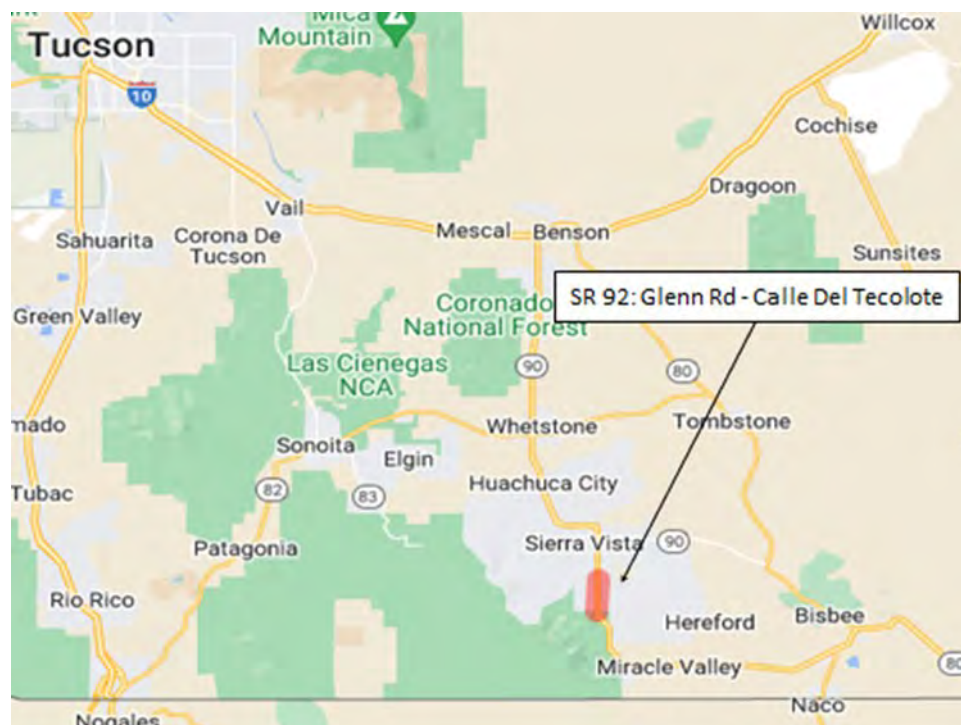 Mica
Mountain
Willcox
Tucson
10
Cochise
Dragoon
Vail
Mescal
Benson
Sahuarita
Corona De
Tucson
Sunsites
SR 92: Glenn Rd - Calle Del Tecolote
Green Valley
Coronado
National Forest
Las Cienegas
NCA
90
80
mado
Whetstone
Tombstone
Sonoita
Elgin
Tubac
82
83
Huachuca City
Patagonia
Sierra Vista
90
Rio Rico
Hereford
Bisbee
Miracle Valley
80
Naco
Nogales